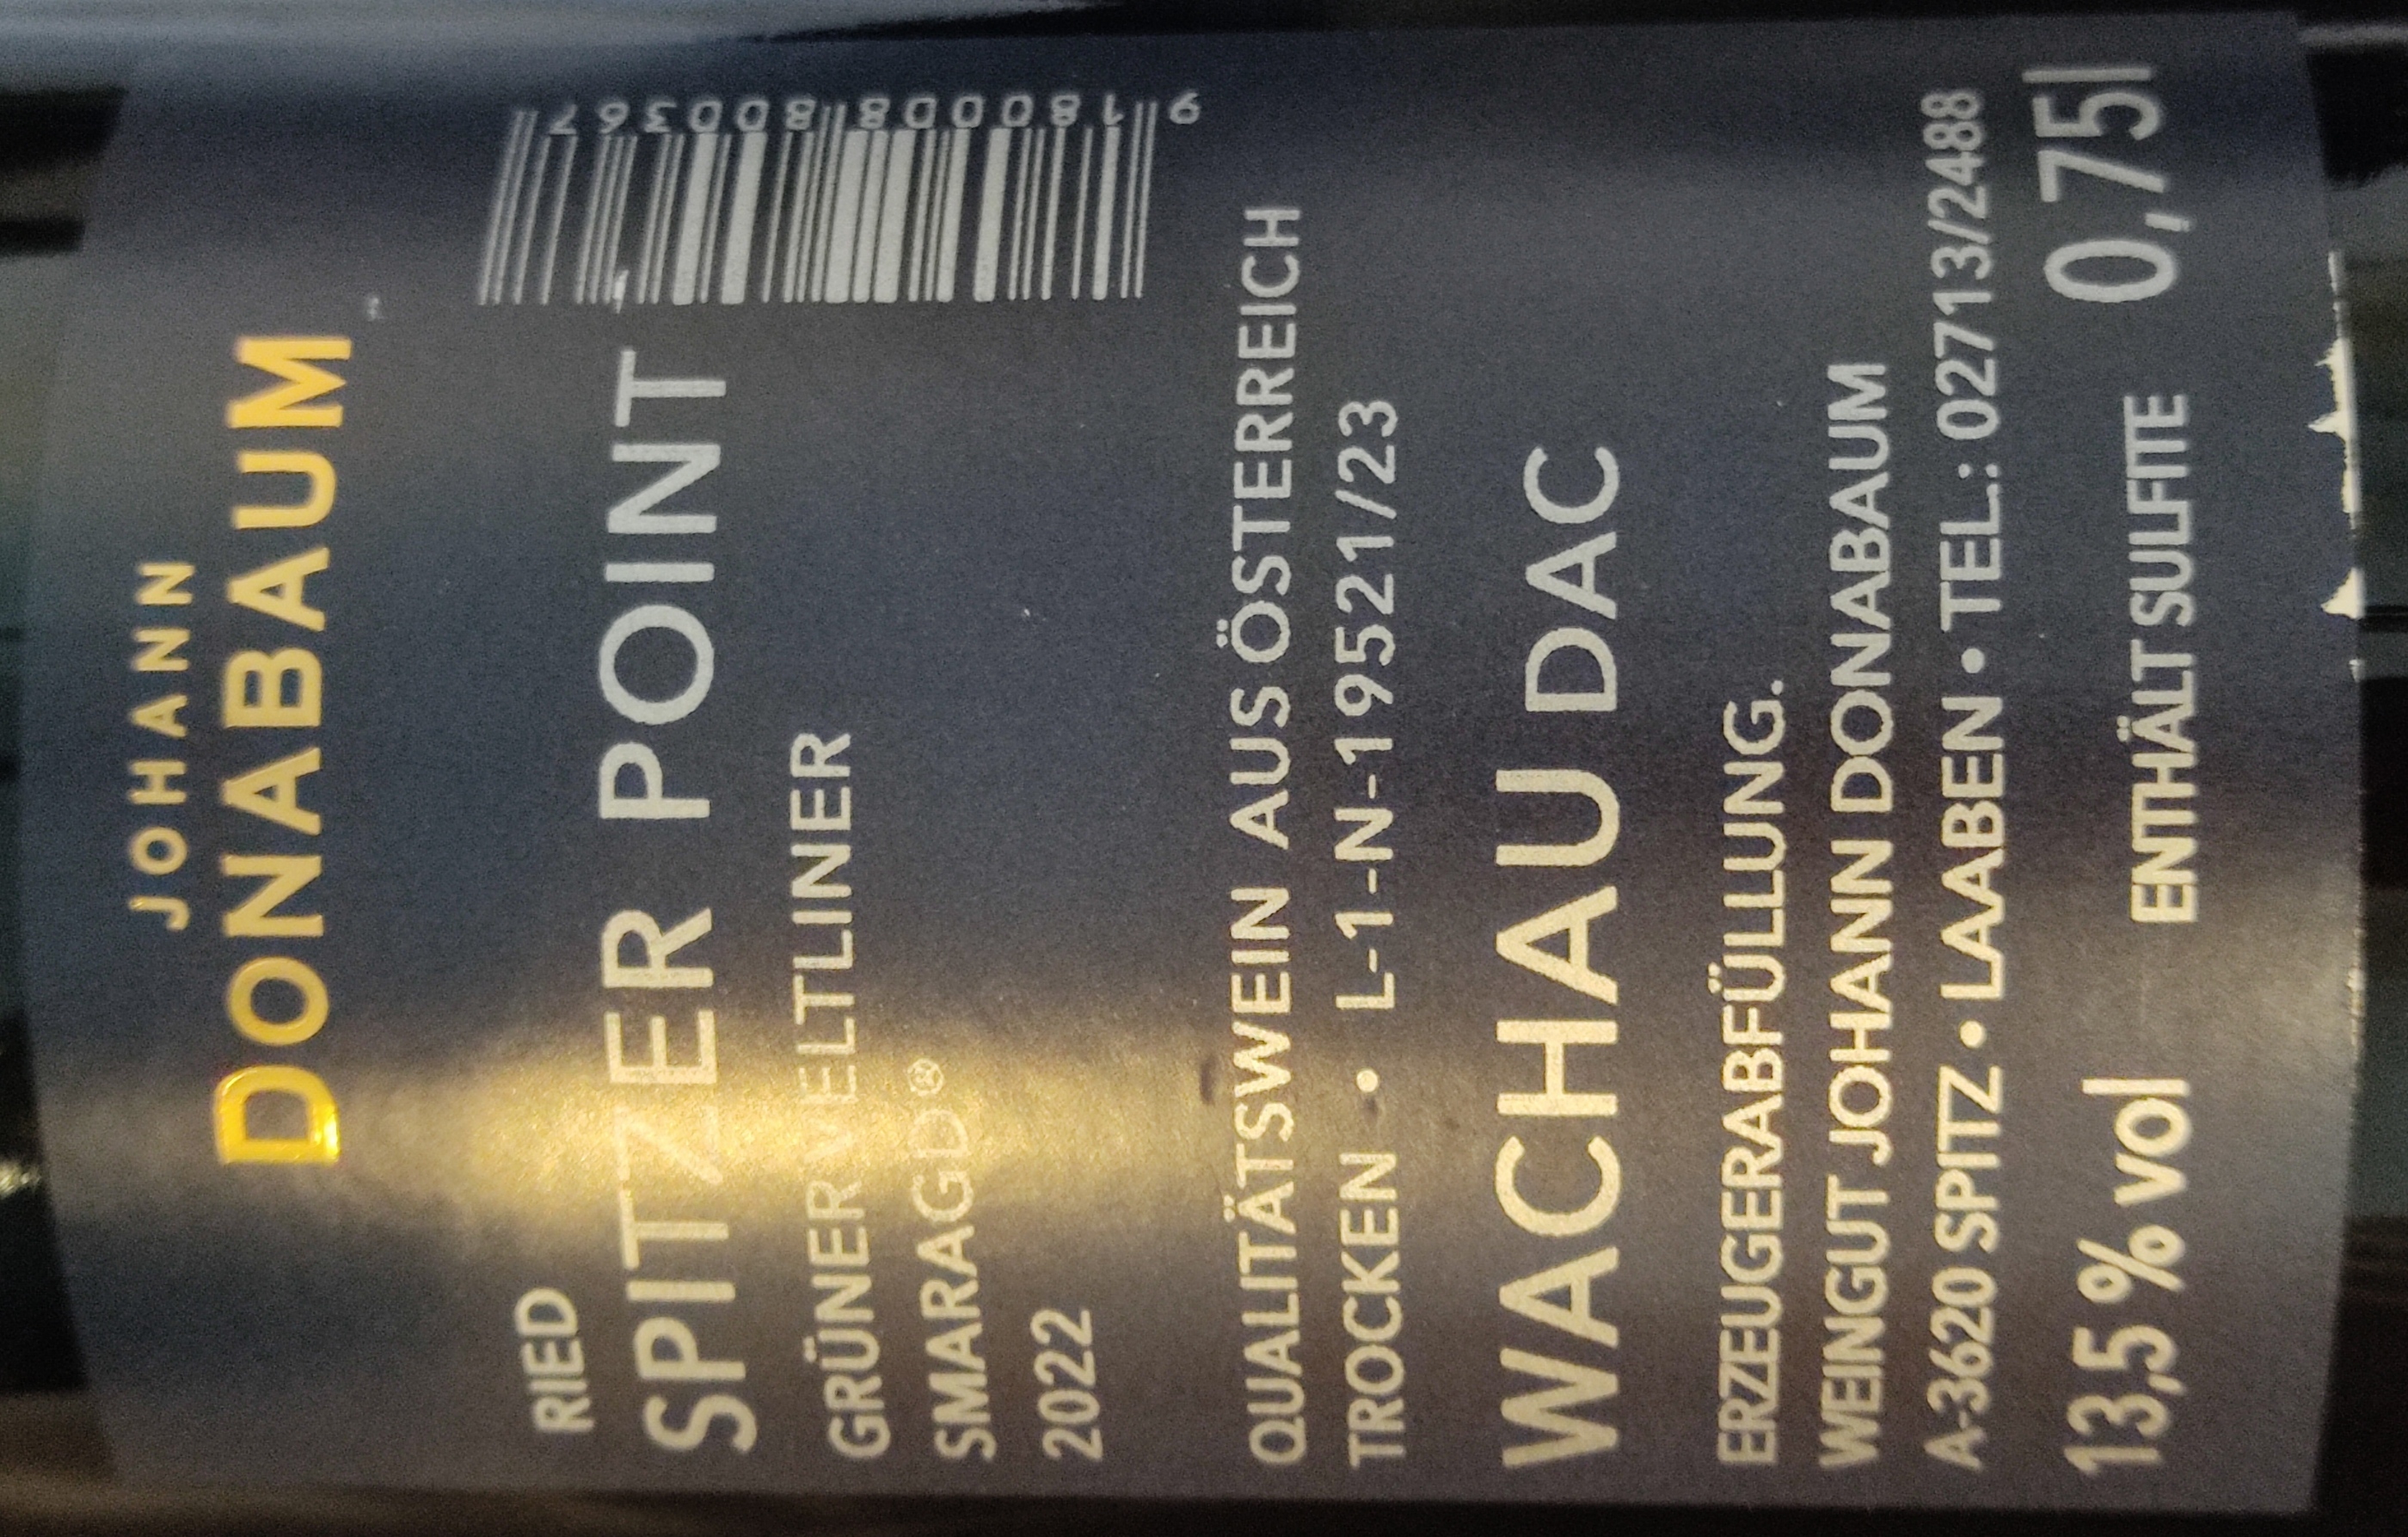 JOHANN
DONABAUM
RIED
SPITZER POINT
GRÜNER VELTLINER
SMARAGD®
2022
9 180008 800367
QUALITÄTSWEIN AUS ÖSTERREICH
TROCKEN • L-1-N-19521/23
WACHAU DAC
ERZEUGERABFÜLLUNG.
WEINGUT JOHANN DONABAUM
A-3620 SPITZ • LAABEN • TEL.: 02713/2488
13,5 % vol ENTHÄLT SULFITE 0,75l